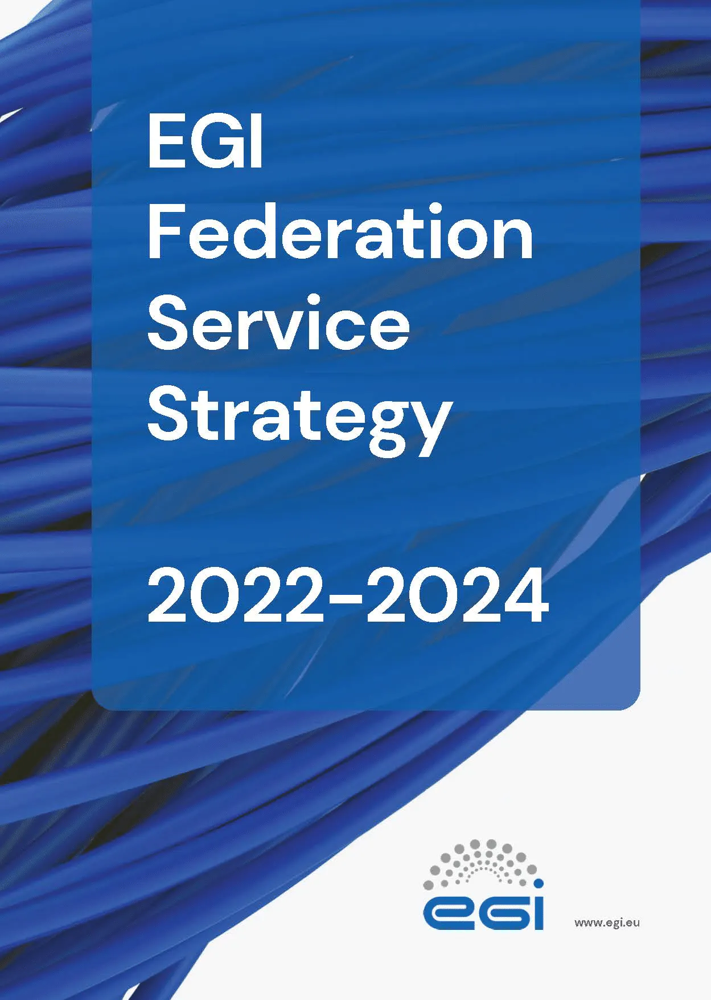 EGI
Federation
Service
Strategy
2022–2024
egi
www.egi.eu